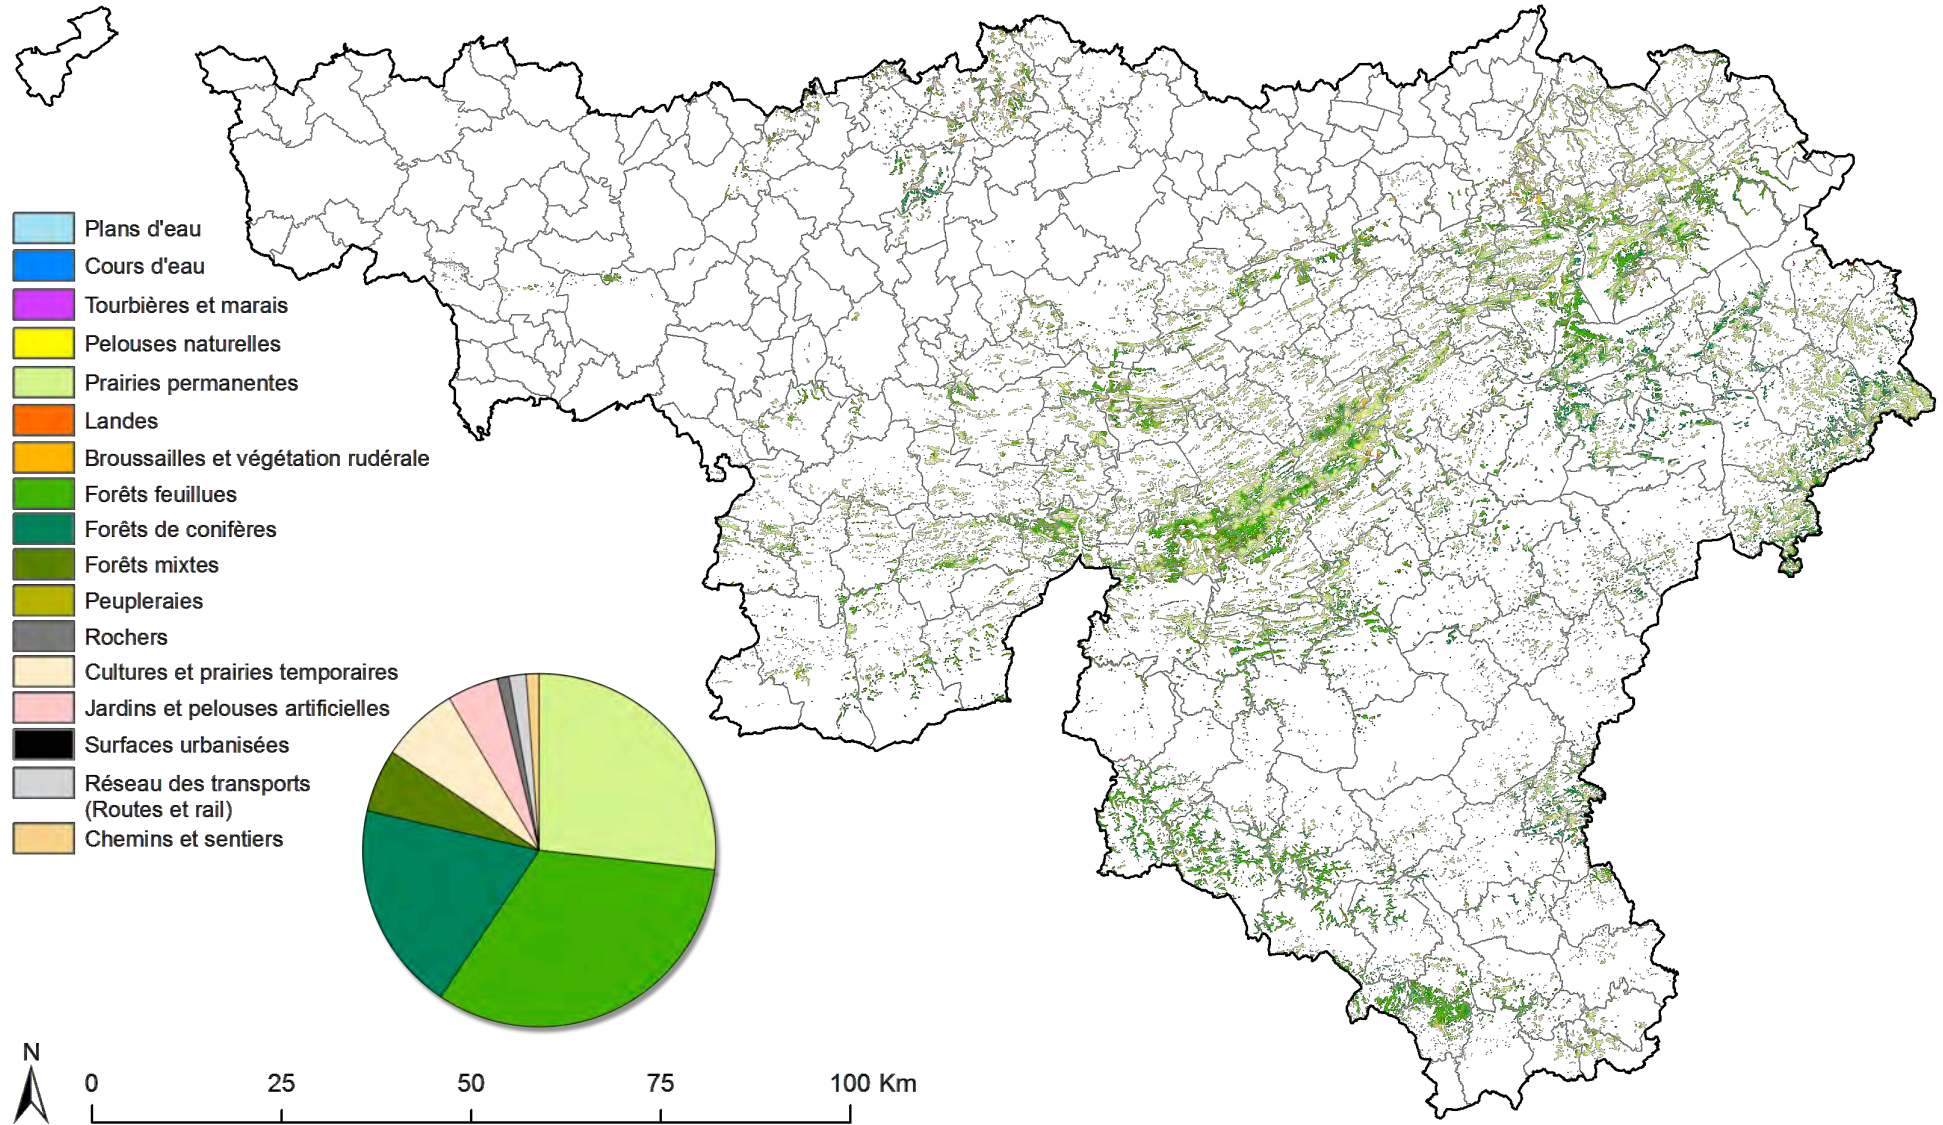 Plans d'eau
Cours d'eau
Tourbières et marais
Pelouses naturelles
Prairies permanentes
Landes
Broussailles et végétation rudérale
Forêts feuillues
Forêts de conifères
Forêts mixtes
Peupleraies
Rochers
Cultures et prairies temporaires
Jardins et pelouses artificielles
Surfaces urbanisées
Réseau des transports
(Routes et rail)
Chemins et sentiers
N
0 25 50 75 100 Km